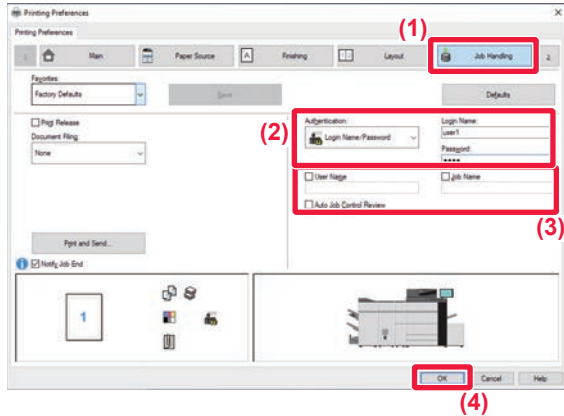 Printing Preferences
×
Printing Preferences
(1)
Main
Paper Source
A
Finishing
Layout
Job Handling
2
Favorites:
Factory Defaults
Save
Defaults
Print Release
Document Filing:
None
(2)
Authentication:
Login Name:
Login Name/Password
user1
Password:
••••
User Name
Job Name
Auto Job Control Review
(3)
Print and Send...
Notify Job End
1
OK
Cancel
Help
(4)